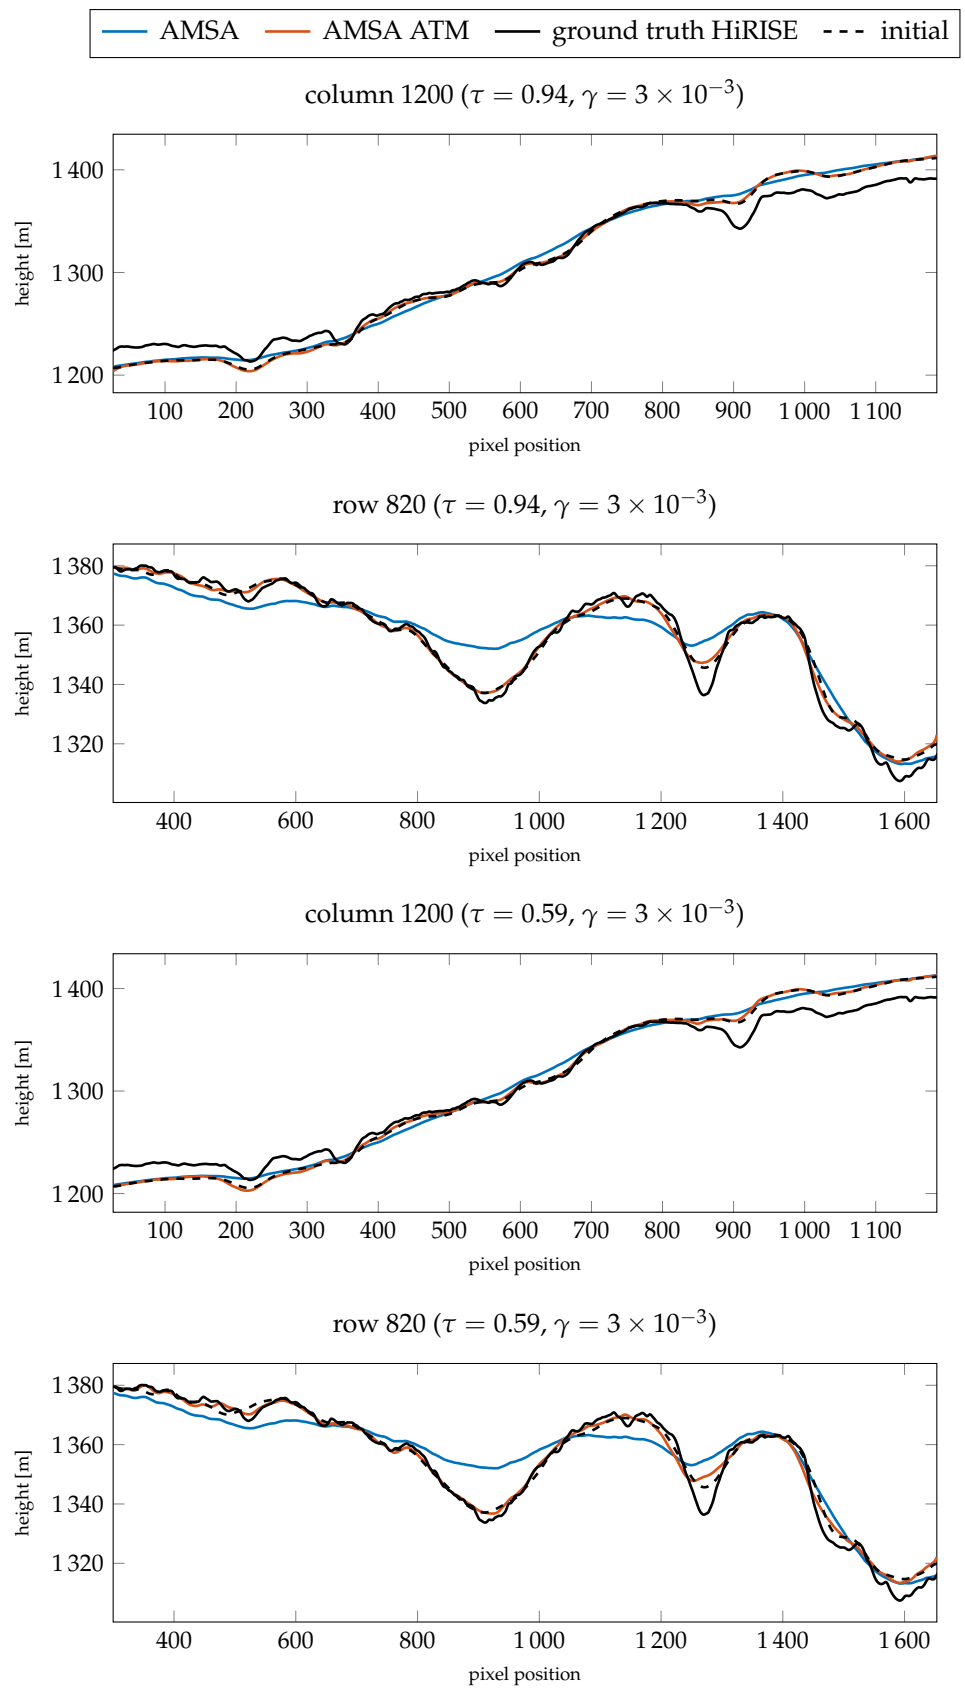 AMSA AMSA ATM ground truth HiRISE initial
column 1200 (τ = 0.94, γ = 3 × 10⁻³)
1 400
1 300
1 200
height [m]
100 200 300 400 500 600 700 800 900 1 000 1 100
pixel position
row 820 (τ = 0.94, γ = 3 × 10⁻³)
1 380
1 360
1 340
1 320
height [m]
400 600 800 1 000 1 200 1 400 1 600
pixel position
column 1200 (τ = 0.59, γ = 3 × 10⁻³)
1 400
1 300
1 200
height [m]
100 200 300 400 500 600 700 800 900 1 000 1 100
pixel position
row 820 (τ = 0.59, γ = 3 × 10⁻³)
1 380
1 360
1 340
1 320
height [m]
400 600 800 1 000 1 200 1 400 1 600
pixel position